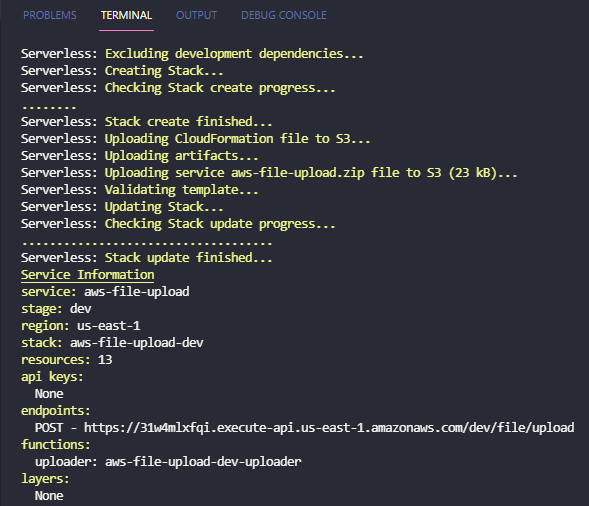 PROBLEMS TERMINAL OUTPUT DEBUG CONSOLE
Serverless: Excluding development dependencies...
Serverless: Creating Stack...
Serverless: Checking Stack create progress...
........
Serverless: Stack create finished...
Serverless: Uploading CloudFormation file to S3...
Serverless: Uploading artifacts...
Serverless: Uploading service aws-file-upload.zip file to S3 (23 kB)...
Serverless: Validating template...
Serverless: Updating Stack...
Serverless: Checking Stack update progress...
....................................
Serverless: Stack update finished...
Service Information
service: aws-file-upload
stage: dev
region: us-east-1
stack: aws-file-upload-dev
resources: 13
api keys:
  None
endpoints:
  POST - https://31w4mlxfqi.execute-api.us-east-1.amazonaws.com/dev/file/upload
functions:
  uploader: aws-file-upload-dev-uploader
layers:
  None